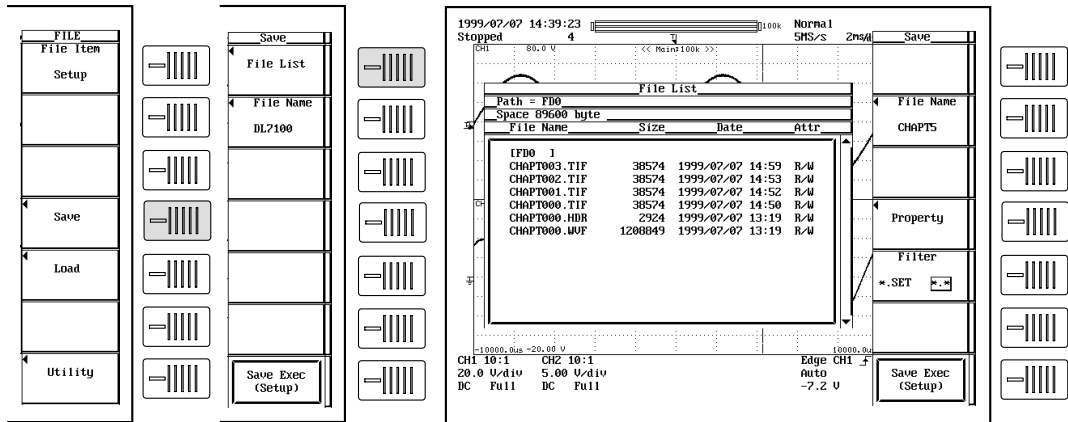 FILE
File Item
Setup
Save
Load
Utility
Save
File List
File Name
DL7100
Save Exec
(Setup)
1999/07/07 14:39:23
100k
Normal
Stopped 4
5MS/s 2ms/d
CH1 80.0 V
<< Main:100k >>
File List
Path = FD0
Space 89600 byte
File Name Size Date Attr
[FD0 ]
CHAPT003.TIF 38574 1999/07/07 14:59 R/W
CHAPT002.TIF 38574 1999/07/07 14:53 R/W
CHAPT001.TIF 38574 1999/07/07 14:52 R/W
CHAPT000.TIF 38574 1999/07/07 14:50 R/W
CHAPT000.HDR 2924 1999/07/07 13:19 R/W
CHAPT000.WVF 1208849 1999/07/07 13:19 R/W
CH
-10000.0us -20.00 V
10000.0u
CH1 10:1 CH2 10:1
20.0 V/div 5.00 V/div
DC Full DC Full
Edge CH1
Auto
-7.2 V
Save
File Name
CHAPT5
Property
Filter
*.SET *.*
Save Exec
(Setup)